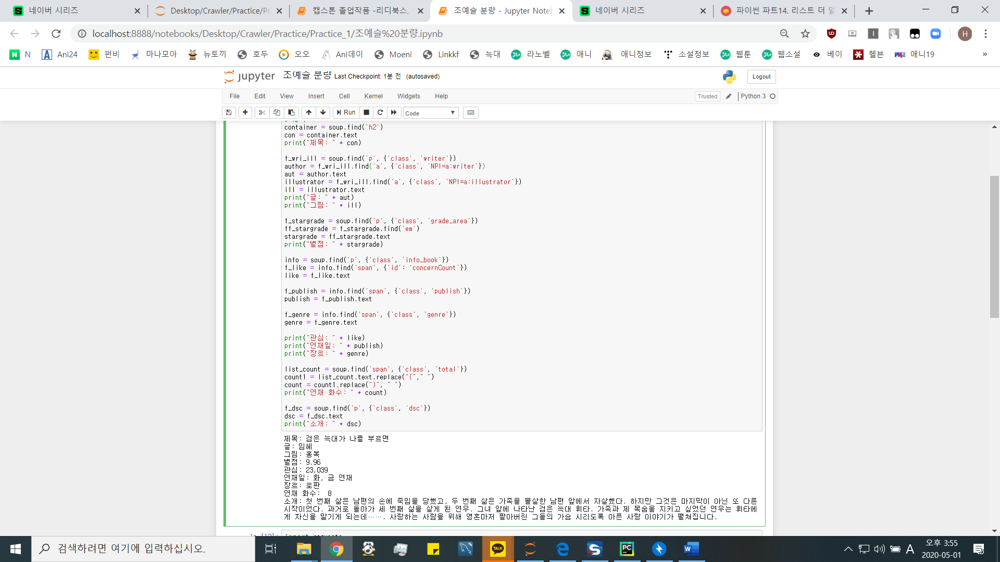 네이버 시리즈
Desktop/Crawler/Practice/Pr
캡스톤 졸업작품 -리디북스,
조예슬 분량 - Jupyter Noteb
네이버 시리즈
파이썬 파트14. 리스트 더 알
localhost:8888/notebooks/Desktop/Crawler/Practice/Practice_1/조예슬%20분량.ipynb
N Ani24 펀비 마나모아 뉴토끼 호두 오오 Ani데이 Moeni Linkkf 늑대 라노벨 애니 애니정보 소설정보 웹툰 웹소설 베이 헬븐 애니19 »
jupyter 조예슬 분량 Last Checkpoint: 1분 전 (autosaved)
Logout
File Edit View Insert Cell Kernel Widgets Help
Trusted Python 3
Run Code
container = soup.find('h2')
con = container.text
print("제목: " + con)
f_wri_ill = soup.find('p', {'class', 'writer'})
author = f_wri_ill.find('a', {'class', 'NPI=a:writer'})
aut = author.text
illustrator = f_wri_ill.find('a', {'class', 'NPI=a:illustrator'})
ill = illustrator.text
print("글: " + aut)
print("그림: " + ill)
f_stargrade = soup.find('p', {'class', 'grade_area'})
ff_stargrade = f_stargrade.find('em')
stargrade = ff_stargrade.text
print("별점: " + stargrade)
info = soup.find('p', {'class', 'info_book'})
f_like = info.find('span', {'id': 'concernCount'})
like = f_like.text
f_publish = info.find('span', {'class', 'publish'})
publish = f_publish.text
f_genre = info.find('span', {'class', 'genre'})
genre = f_genre.text
print("관심: " + like)
print("연재일: " + publish)
print("장르: " + genre)
list_count = soup.find('span', {'class', 'total'})
count1 = list_count.text.replace("("," ")
count = count1.replace(")", " ")
print("연재 화수: " + count)
f_dsc = soup.find('p', {'class', 'dsc'})
dsc = f_dsc.text
print("소개: " + dsc)
제목: 검은 늑대가 나를 부르면
글: 임혜
그림: 홍복
별점: 9.96
관심: 23,039
연재일: 화, 금 연재
장르: 로판
연재 화수:  8
소개: 첫 번째 삶은 남편의 손에 죽임을 당했고, 두 번째 삶은 가족을 몰살한 남편 앞에서 자살했다. 하지만 그것은 마지막이 아닌 또 다른
시작이었다. 과거로 돌아가 세 번째 삶을 살게 된 연우. 그녀 앞에 나타난 검은 늑대 휘타. 가족과 제 목숨을 지키고 싶었던 연우는 휘타에
게 자신을 맡기게 되는데……. 사랑하는 사람을 위해 영혼마저 팔아버린 그들의 가슴 시리도록 아픈 사랑 이야기가 펼쳐집니다.
검색하려면 여기에 입력하십시오.
TALK
A
오후 3:55
2020-05-01